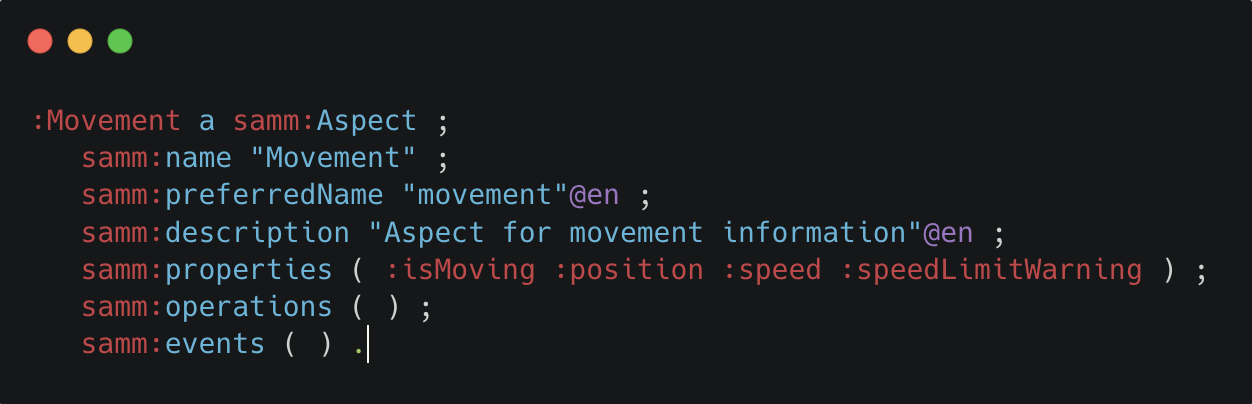 :Movement a samm:Aspect ;
   samm:name "Movement" ;
   samm:preferredName "movement"@en ;
   samm:description "Aspect for movement information"@en ;
   samm:properties ( :isMoving :position :speed :speedLimitWarning ) ;
   samm:operations ( ) ;
   samm:events ( ) .